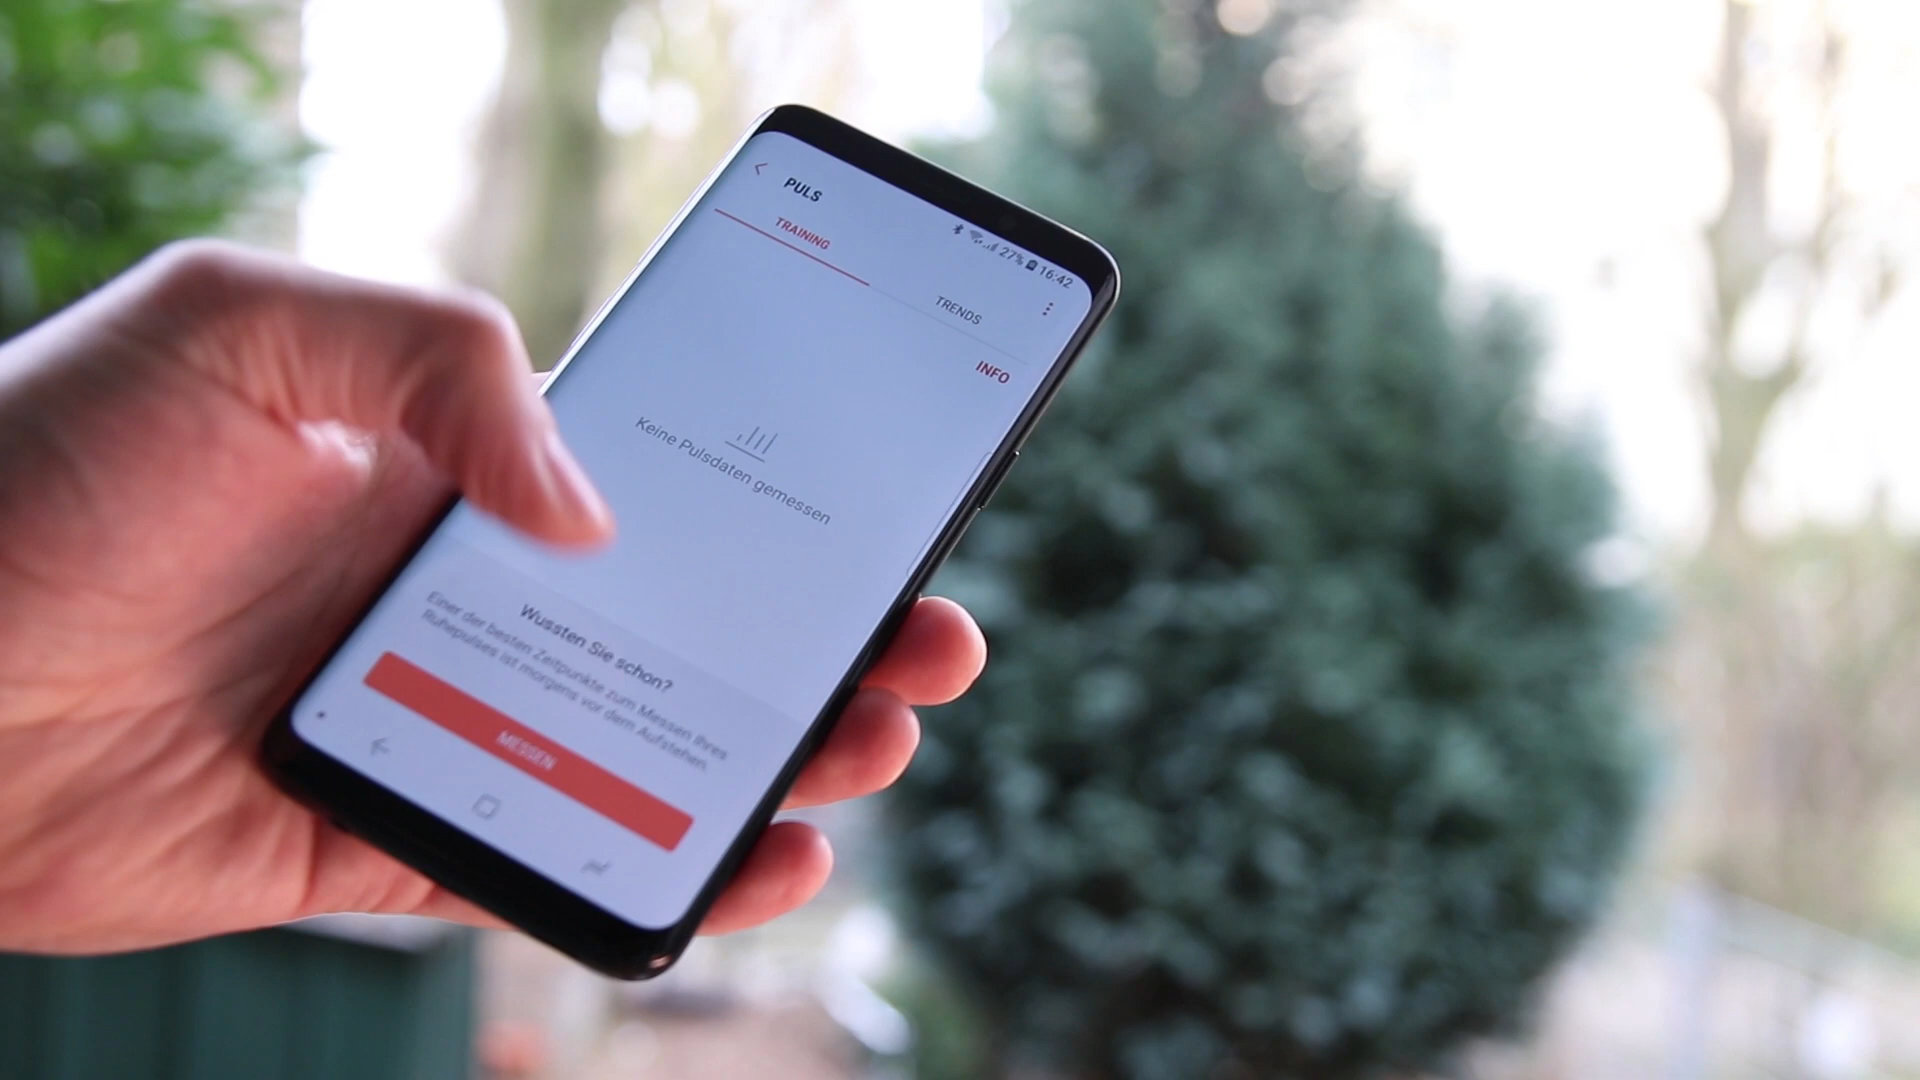 27% 16:42
PULS
TRAINING
TRENDS
INFO
Keine Pulsdaten gemessen
Wussten Sie schon?
Einer der besten Zeitpunkte zum Messen Ihres
Ruhepulses ist morgens vor dem Aufstehen.
MESSEN